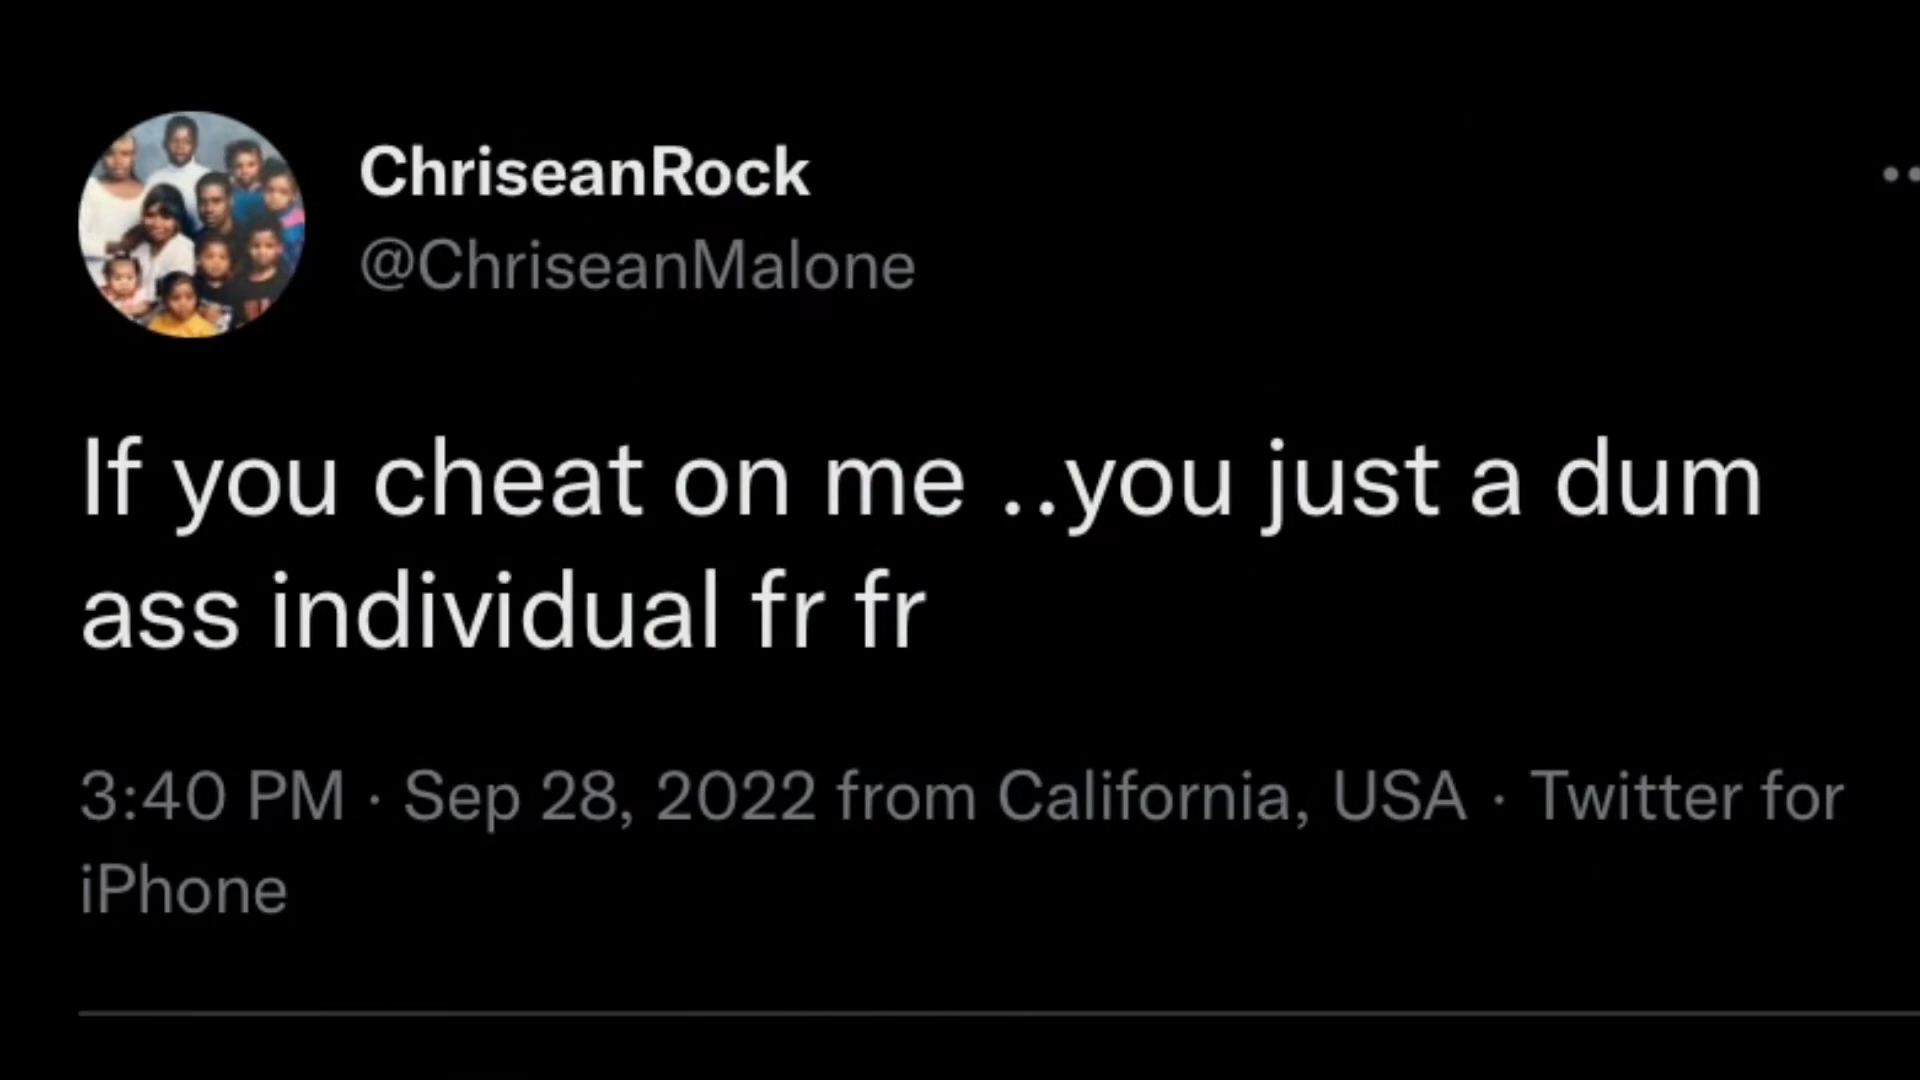 ChriseanRock
@ChriseanMalone
If you cheat on me ..you just a dum
ass individual fr fr
3:40 PM · Sep 28, 2022 from California, USA · Twitter for
iPhone